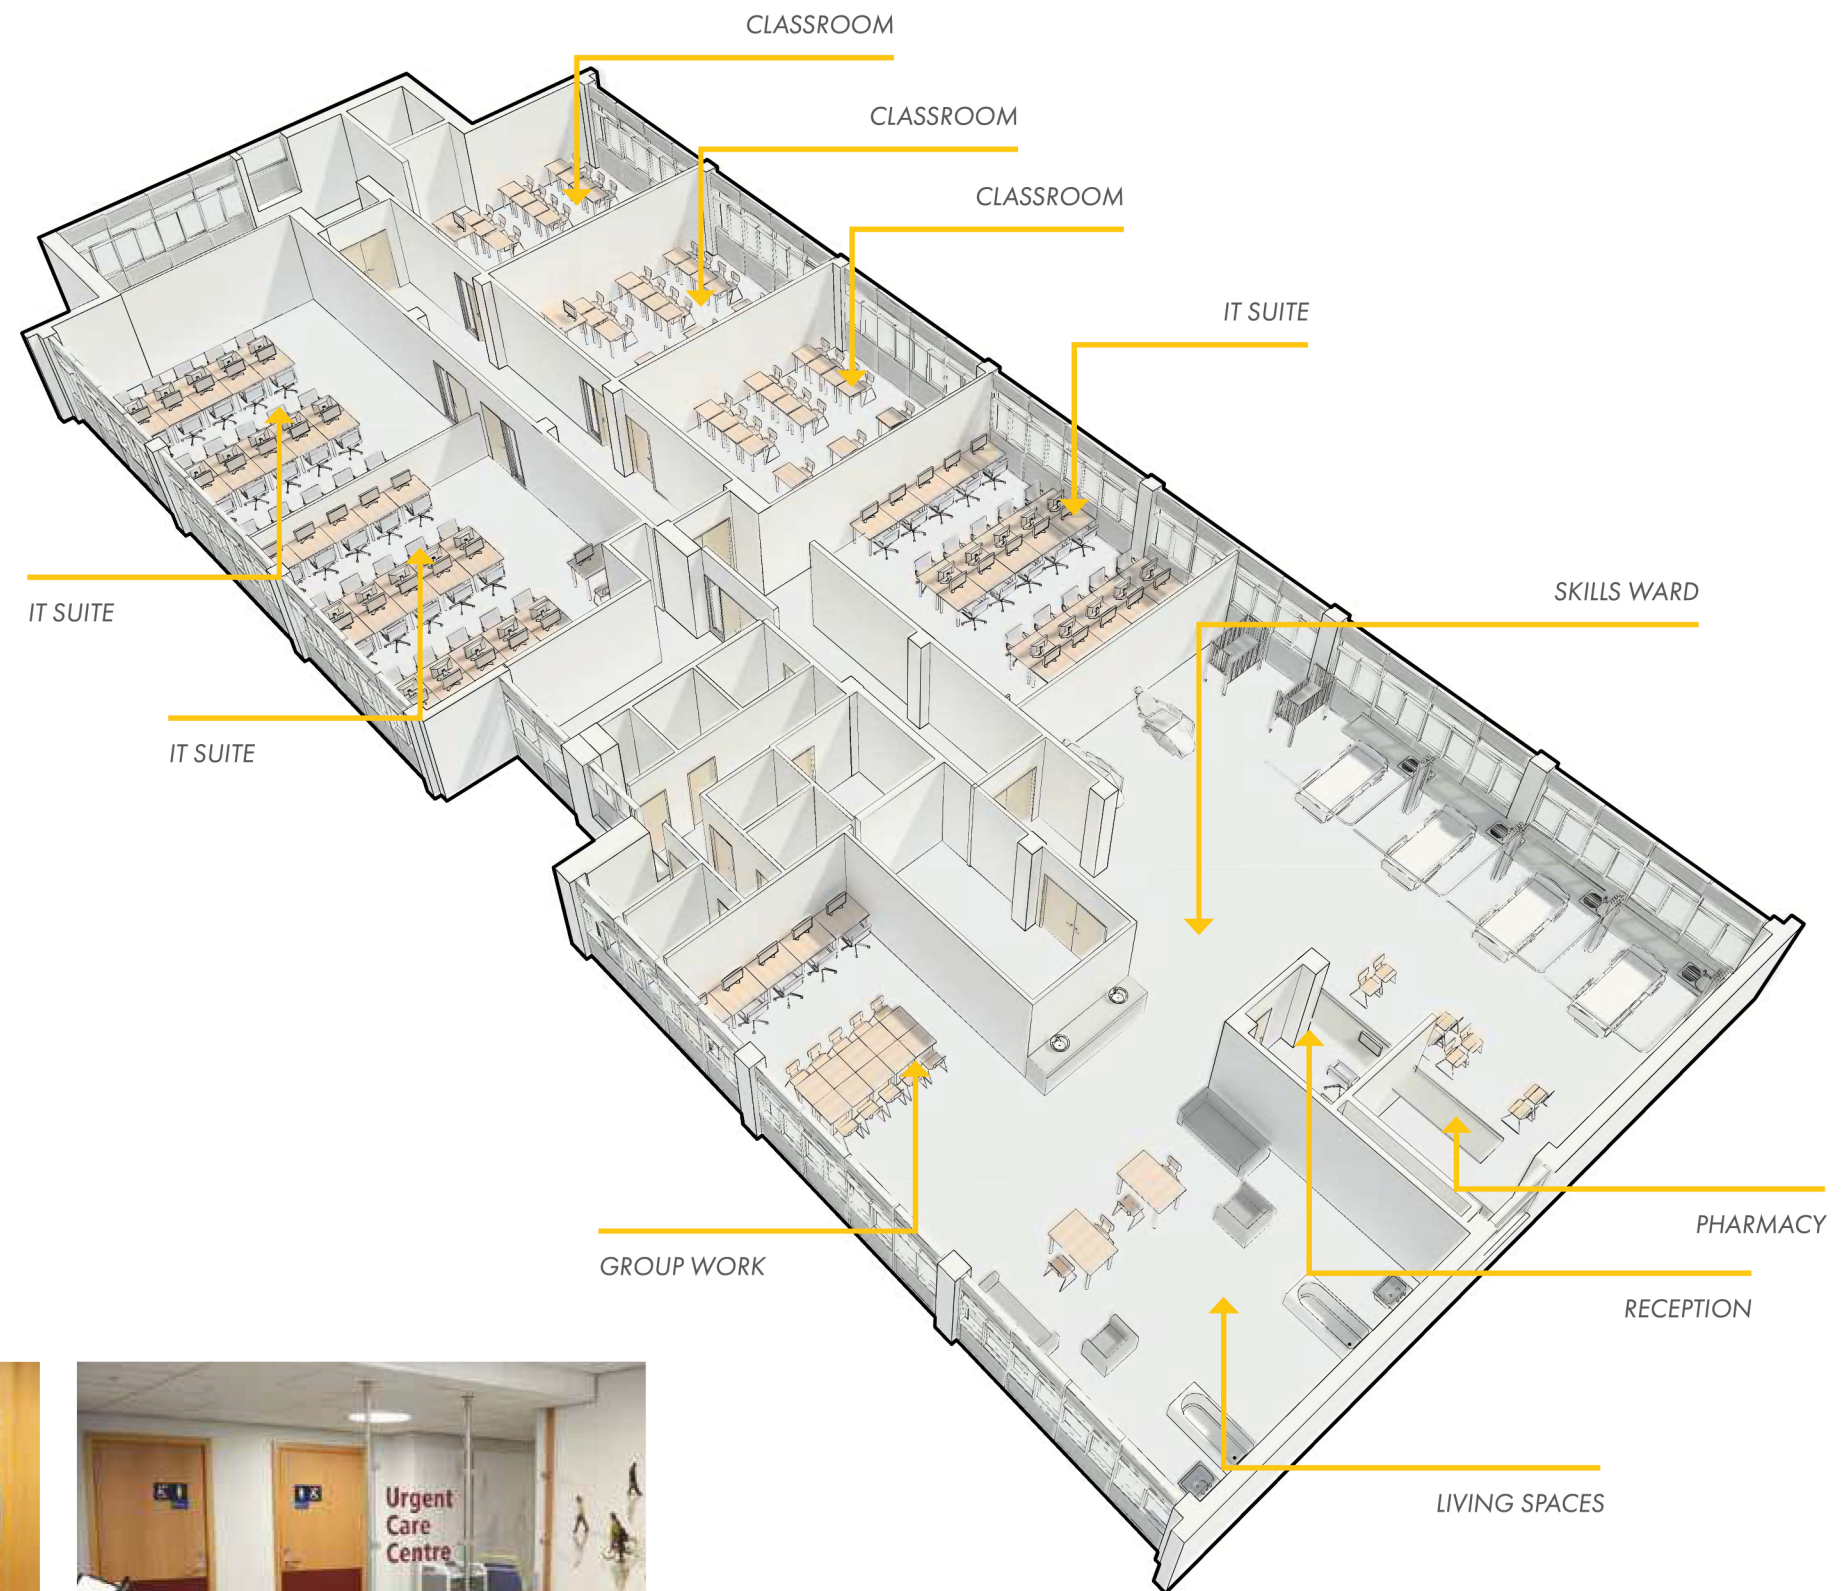 CLASSROOM
CLASSROOM
CLASSROOM
IT SUITE
SKILLS WARD
IT SUITE
IT SUITE
PHARMACY
GROUP WORK
RECEPTION
LIVING SPACES
Urgent
Care
Centre